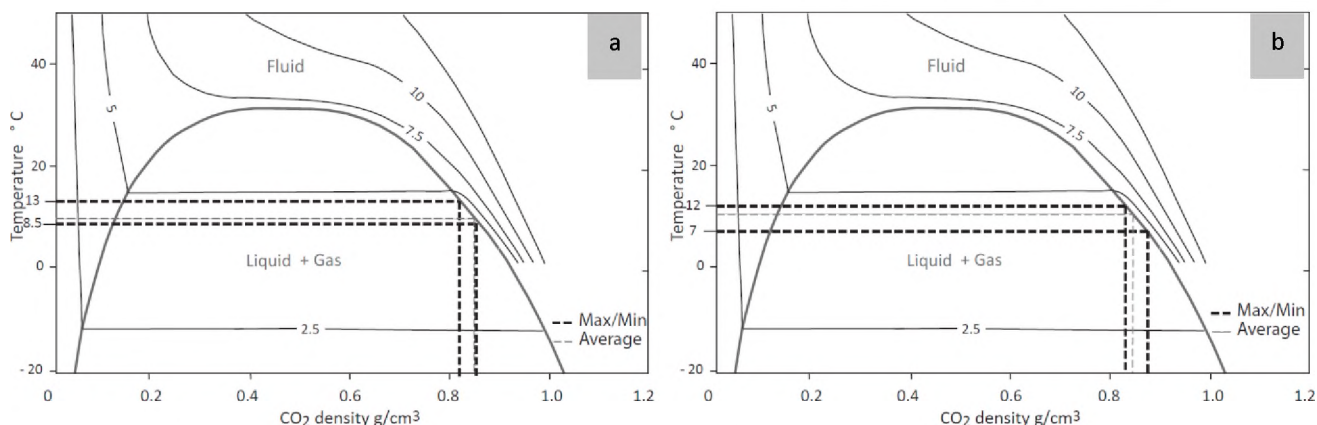 a
40
Fluid
5
10
7.5
20
13
8.5
0
Temperature °C
Liquid + Gas
2.5
Max/Min
Average
-20
0
0.2
0.4
0.6
0.8
1.0
1.2
CO2 density g/cm3
b
40
Fluid
5
10
7.5
20
12
7
0
Temperature °C
Liquid + Gas
2.5
Max/Min
Average
-20
0
0.2
0.4
0.6
0.8
1.0
1.2
CO2 density g/cm3